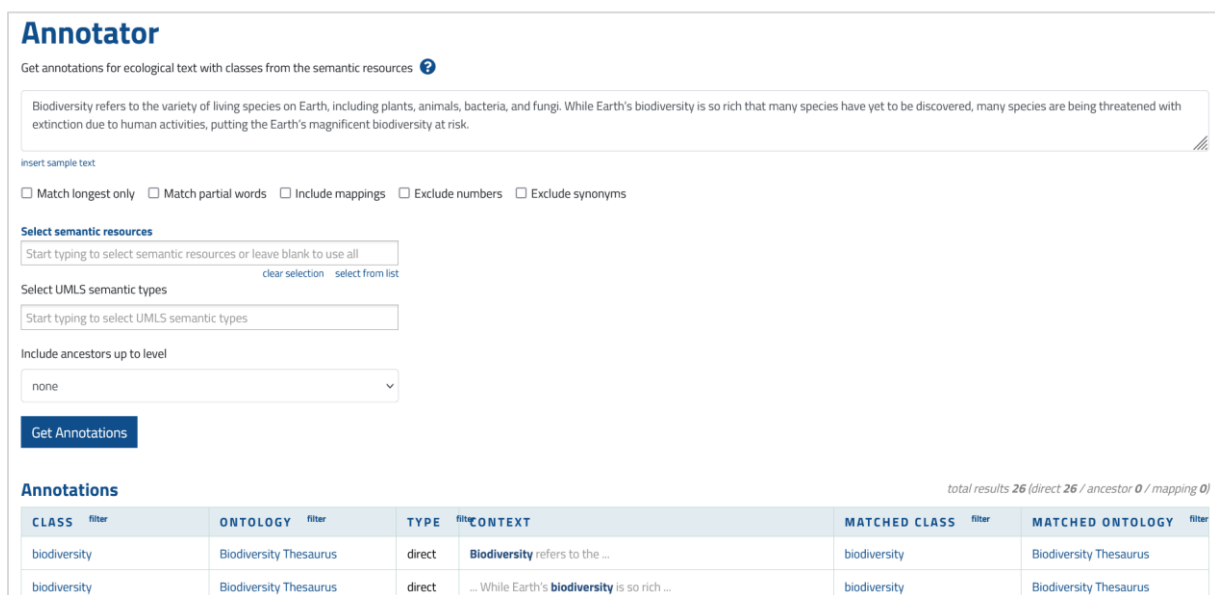 Annotator
Get annotations for ecological text with classes from the semantic resources ?
Biodiversity refers to the variety of living species on Earth, including plants, animals, bacteria, and fungi. While Earth's biodiversity is so rich that many species have yet to be discovered, many species are being threatened with
extinction due to human activities, putting the Earth's magnificent biodiversity at risk.
insert sample text
Match longest only Match partial words Include mappings Exclude numbers Exclude synonyms
Select semantic resources
Start typing to select semantic resources or leave blank to use all
clear selection select from list
Select UMLS semantic types
Start typing to select UMLS semantic types
Include ancestors up to level
none
Get Annotations
Annotations total results 26 (direct 26 / ancestor 0 / mapping 0)
CLASS filter ONTOLOGY filter TYPE filter CONTEXT MATCHED CLASS filter MATCHED ONTOLOGY filter
biodiversity Biodiversity Thesaurus direct Biodiversity refers to the ... biodiversity Biodiversity Thesaurus
biodiversity Biodiversity Thesaurus direct ... While Earth's biodiversity is so rich ... biodiversity Biodiversity Thesaurus